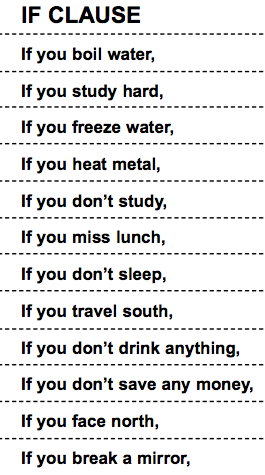 IF CLAUSE
If you boil water,
If you study hard,
If you freeze water,
If you heat metal,
If you don’t study,
If you miss lunch,
If you don’t sleep,
If you travel south,
If you don’t drink anything,
If you don’t save any money,
If you face north,
If you break a mirror,